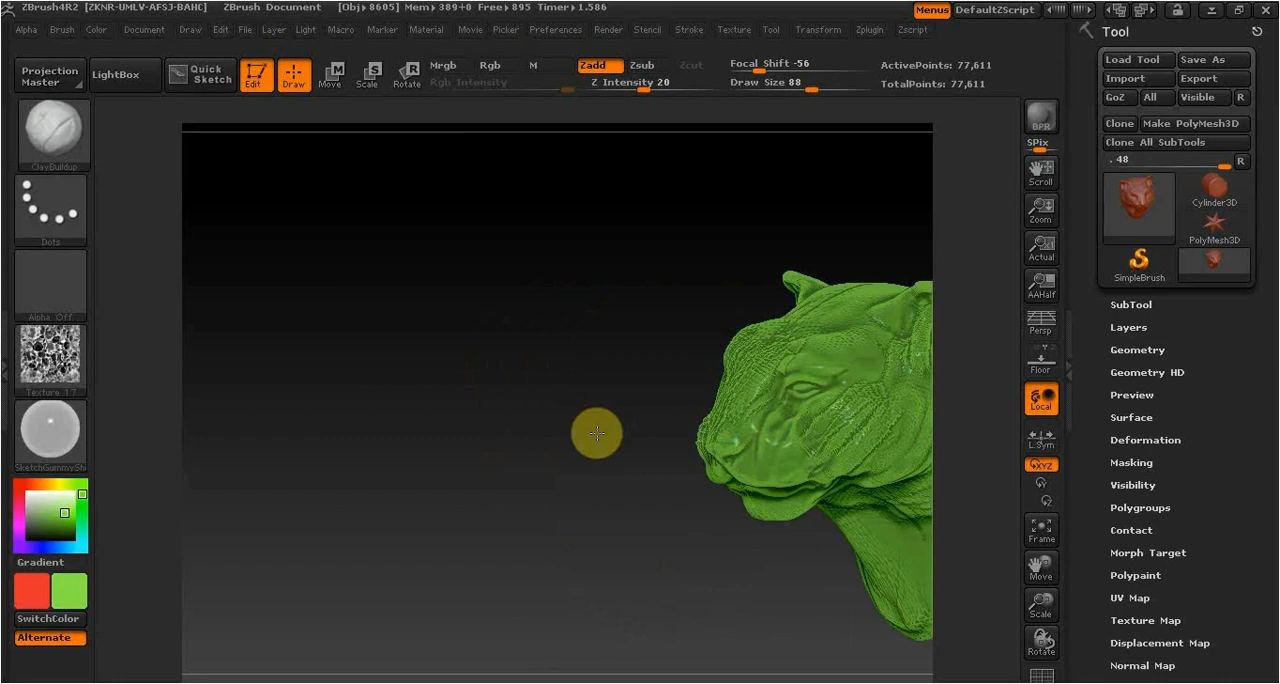 ZBrush4R2 [ZKNR-UMLV-AFSJ-BAHC] ZBrush Document [Obj▸ 8605] Mem▸389+0 Free▸895 Timer▸1.586
Menus DefaultZScript
Alpha Brush Color Document Draw Edit File Layer Light Macro Marker Material Movie Picker Preferences Render Stencil Stroke Texture Tool Transform Zplugin Zscript
Projection Master
LightBox
Quick Sketch
Edit
Draw
Move
Scale
Rotate
Mrgb Rgb M
Rgb Intensity
Zadd Zsub Zcut
Z Intensity 20
Focal Shift -56
Draw Size 88
ActivePoints: 77,611
TotalPoints: 77,611
ClayBuildup
Dots
Alpha Off
Texture 17
SketchGummyShi
Gradient
SwitchColor
Alternate
BPR
SPix
Scroll
Zoom
Actual
AAHalf
Persp
Floor
Local
L.Sym
XYZ
Y
Z
Frame
Move
Scale
Rotate
Tool
Load Tool Save As
Import Export
GoZ All Visible R
Clone Make PolyMesh3D
Clone All SubTools
. 48 R
Cylinder3D
PolyMesh3D
SimpleBrush
SubTool
Layers
Geometry
Geometry HD
Preview
Surface
Deformation
Masking
Visibility
Polygroups
Contact
Morph Target
Polypaint
UV Map
Texture Map
Displacement Map
Normal Map